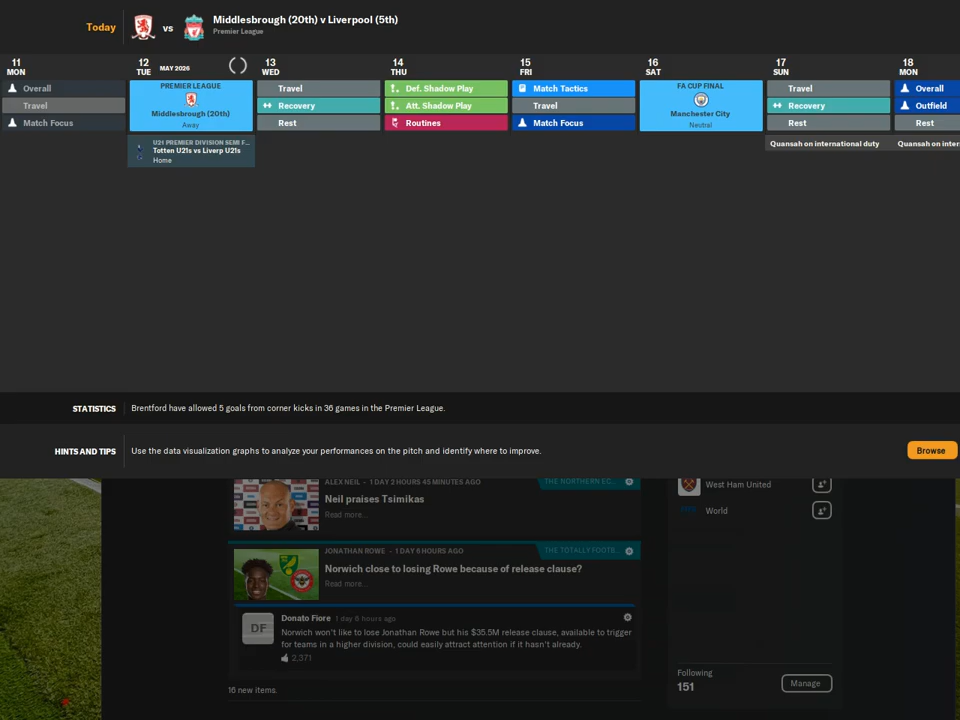 Today
vs
Middlesbrough (20th) v Liverpool (5th)
Premier League
11
MON
12
TUE MAY 2026
13
WED
14
THU
15
FRI
16
SAT
17
SUN
18
MON
Overall
Travel
Match Focus
PREMIER LEAGUE
Middlesbrough (20th)
Away
U21 PREMIER DIVISION SEMI F...
Totten U21s vs Liverp U21s
Home
Travel
Recovery
Rest
Def. Shadow Play
Att. Shadow Play
Routines
Match Tactics
Travel
Match Focus
FA CUP FINAL
Manchester City
Neutral
Travel
Recovery
Rest
Quansah on international duty
Overall
Outfield
Rest
Quansah on inter
STATISTICS
Brentford have allowed 5 goals from corner kicks in 36 games in the Premier League.
HINTS AND TIPS
Use the data visualization graphs to analyze your performances on the pitch and identify where to improve.
Browse
ALEX NEIL - 1 DAY 2 HOURS 45 MINUTES AGO
THE NORTHERN EC...
Neil praises Tsimikas
Read more...
JONATHAN ROWE - 1 DAY 6 HOURS AGO
THE TOTALLY FOOTB...
Norwich close to losing Rowe because of release clause?
Read more...
DF
Donato Fiore 1 day 6 hours ago
Norwich won't like to lose Jonathan Rowe but his $35.5M release clause, available to trigger
for teams in a higher division, could easily attract attention if it hasn't already.
2,371
16 new items.
West Ham United
World
Following
151
Manage